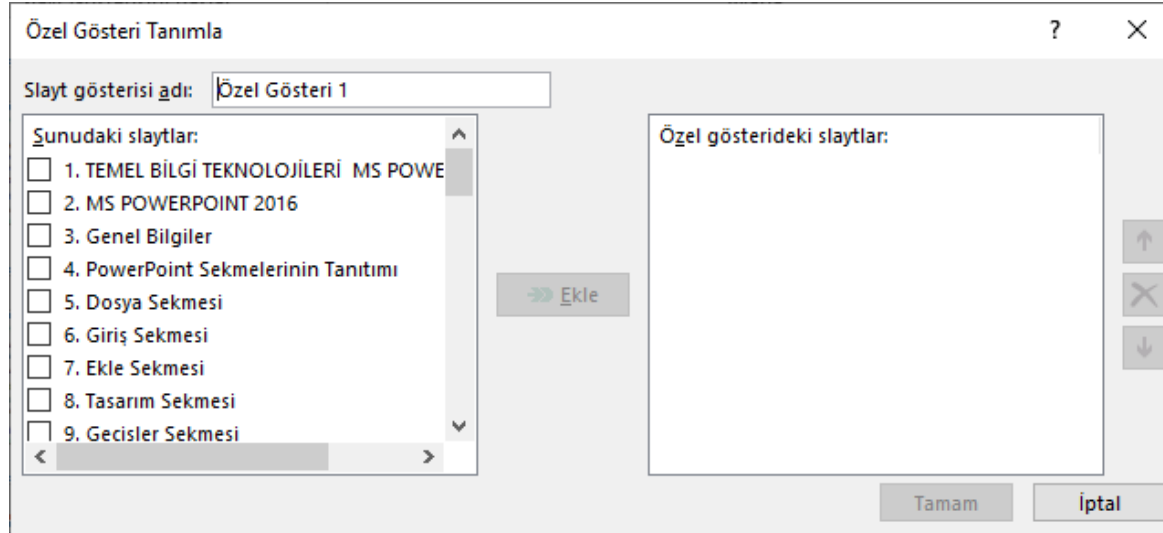 Özel Gösteri Tanımla
Slayt gösterisi adı: Özel Gösteri 1
Sunudaki slaytlar:
1. TEMEL BİLGİ TEKNOLOJİLERİ MS POWE
2. MS POWERPOINT 2016
3. Genel Bilgiler
4. PowerPoint Sekmelerinin Tanıtımı
5. Dosya Sekmesi
6. Giriş Sekmesi
7. Ekle Sekmesi
8. Tasarım Sekmesi
9. Geçişler Sekmesi
Ekle
Özel gösterideki slaytlar:
Tamam
İptal